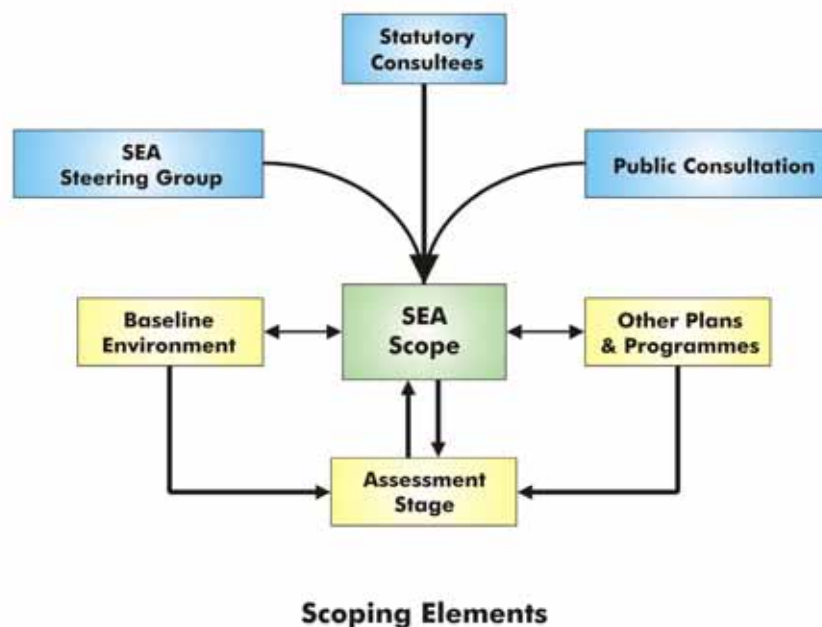 Statutory
Consultees
SEA
Steering Group
Public Consultation
Baseline
Environment
SEA
Scope
Other Plans
& Programmes
Assessment
Stage
Scoping Elements